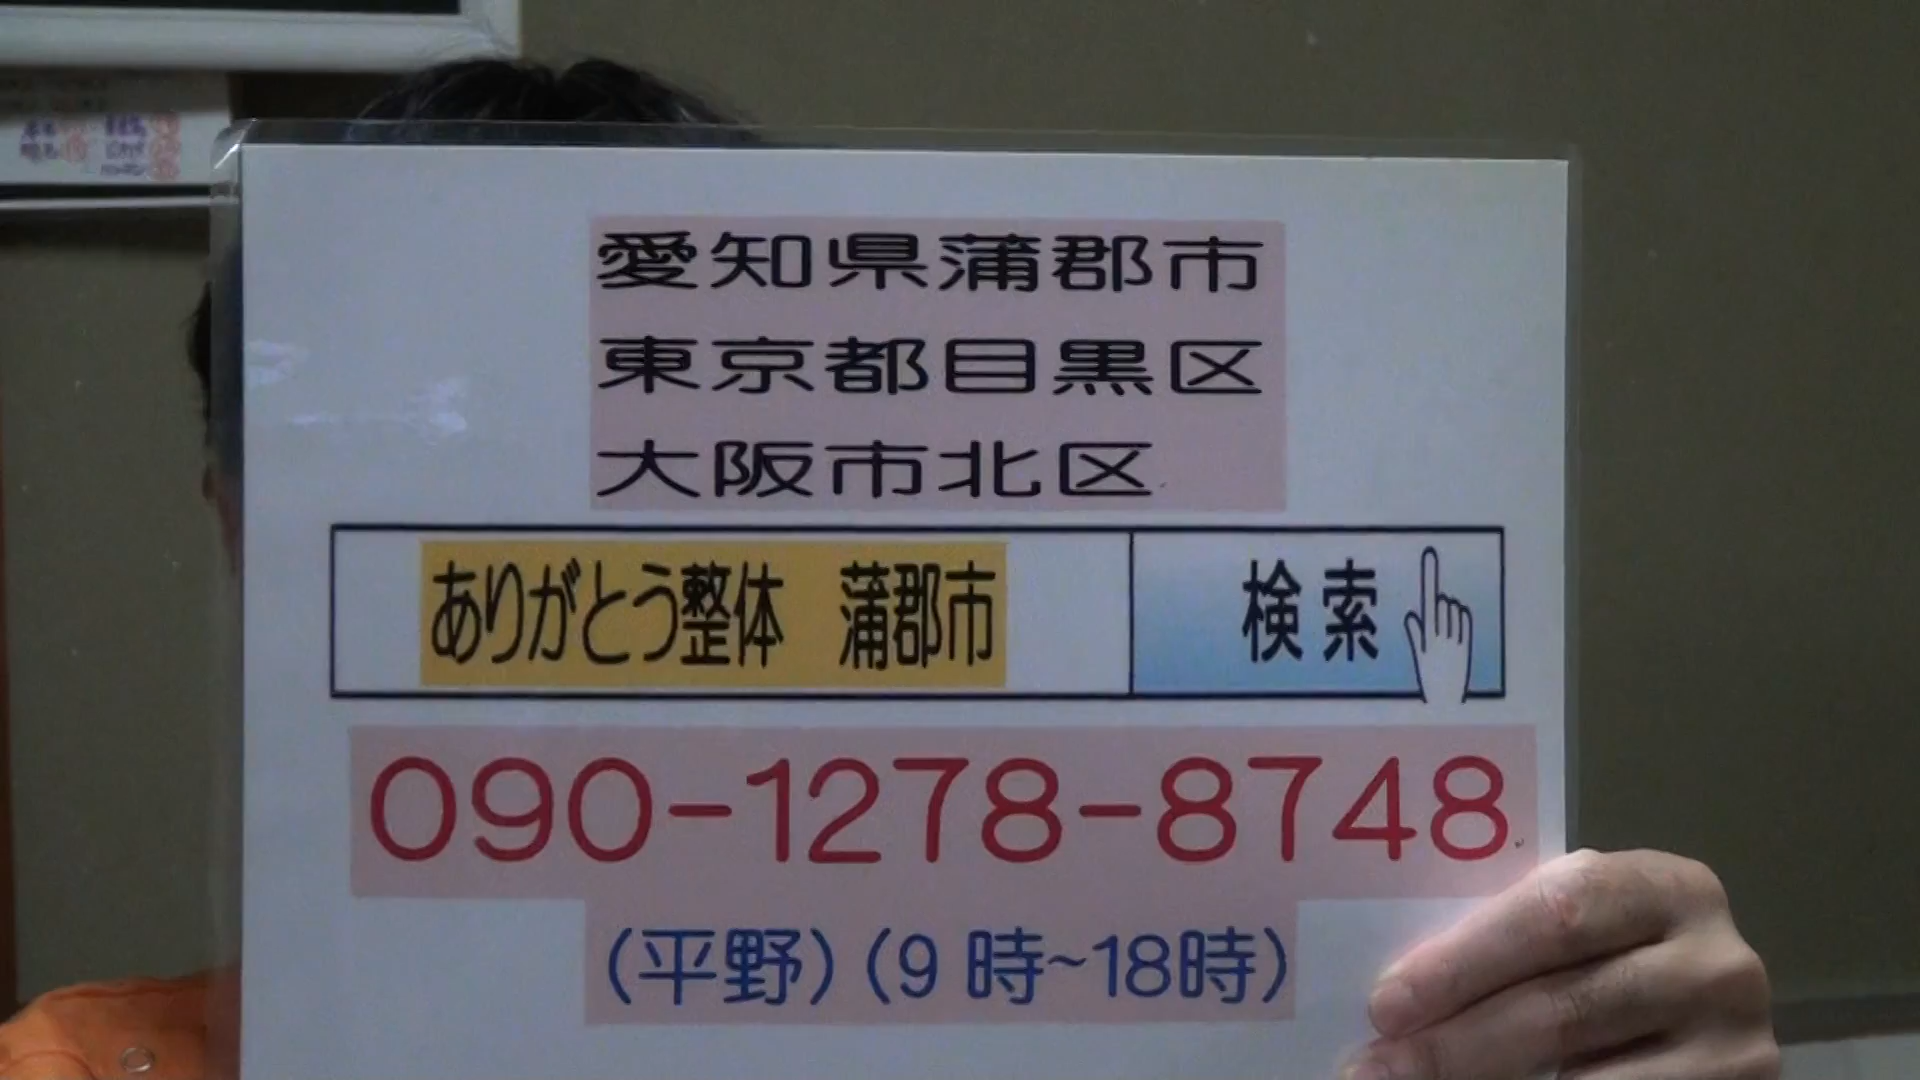 愛知県蒲郡市
東京都目黒区
大阪市北区
ありがとう整体　蒲郡市
検索
090-1278-8748
(平野)(9時~18時)